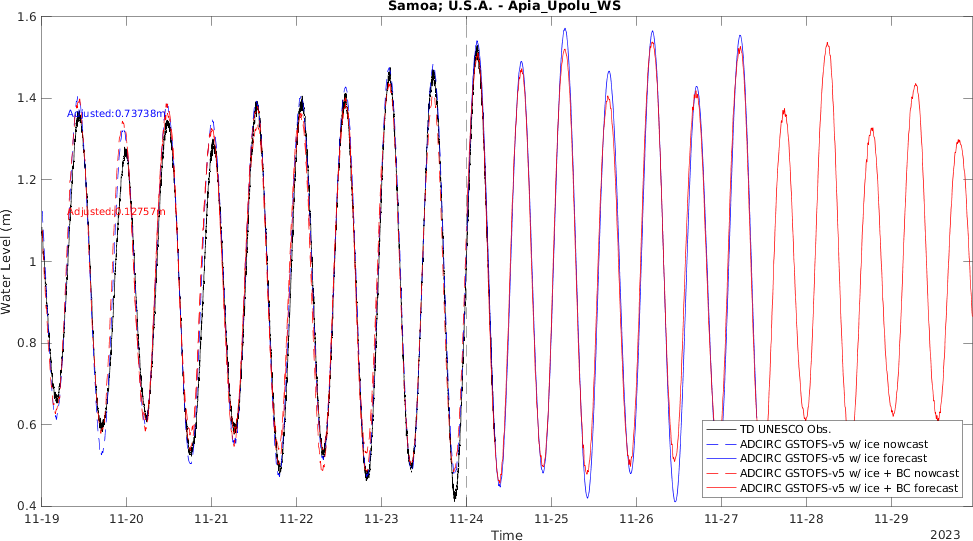 Samoa; U.S.A. - Apia_Upolu_WS
Water Level (m)
1.6
1.4
1.2
1
0.8
0.6
0.4
Adjusted:0.73738m
Adjusted:0.12757m
TD UNESCO Obs.
ADCIRC GSTOFS-v5 w/ ice nowcast
ADCIRC GSTOFS-v5 w/ ice forecast
ADCIRC GSTOFS-v5 w/ ice + BC nowcast
ADCIRC GSTOFS-v5 w/ ice + BC forecast
11-19 11-20 11-21 11-22 11-23 11-24 11-25 11-26 11-27 11-28 11-29
Time
2023